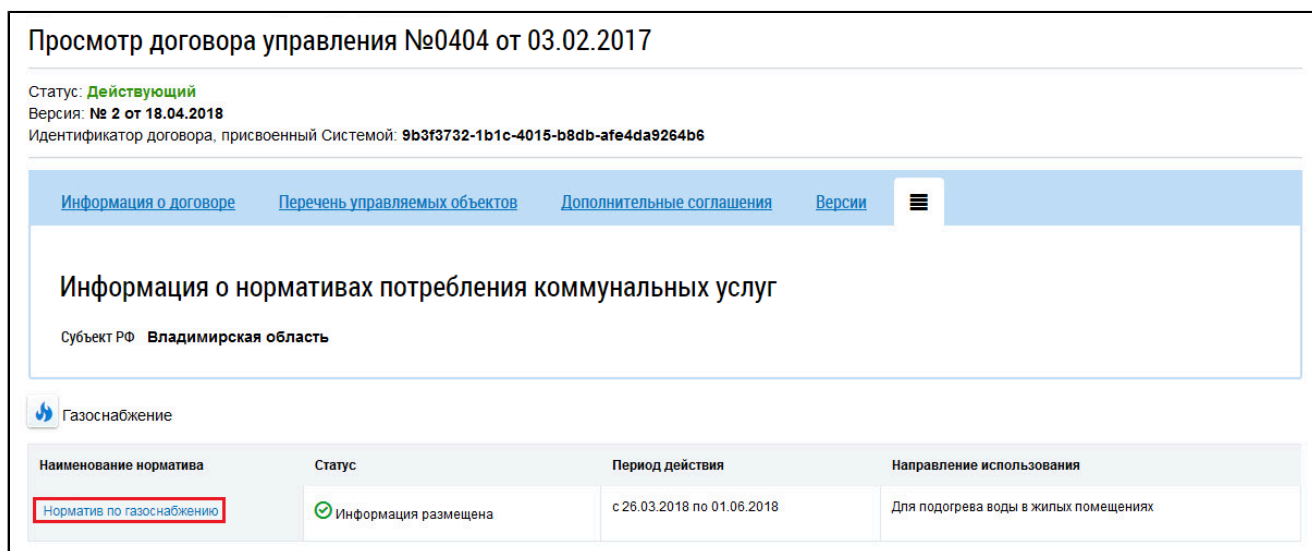 Просмотр договора управления №0404 от 03.02.2017
Статус: Действующий
Версия: № 2 от 18.04.2018
Идентификатор договора, присвоенный Системой: 9b3f3732-1b1c-4015-b8db-afe4da9264b6
Информация о договоре Перечень управляемых объектов Дополнительные соглашения Версии
Информация о нормативах потребления коммунальных услуг
Субъект РФ Владимирская область
Газоснабжение
Наименование норматива Статус Период действия Направление использования
Норматив по газоснабжению Информация размещена с 26.03.2018 по 01.06.2018 Для подогрева воды в жилых помещениях